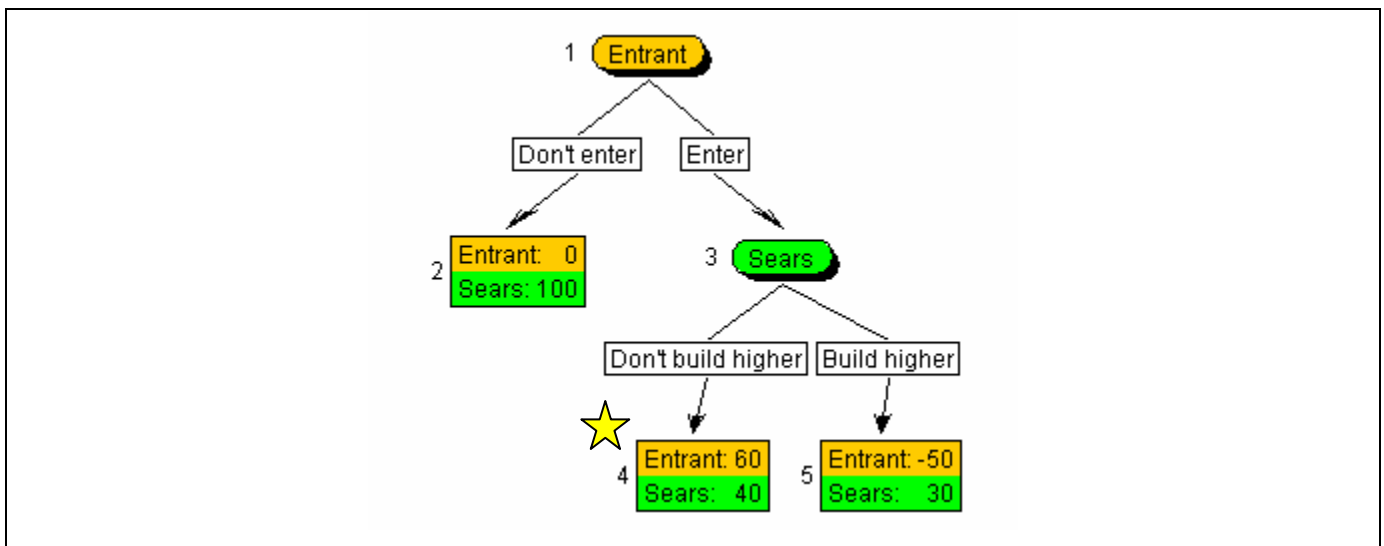 1 Entrant
Don't enter Enter
2 Entrant: 0
Sears: 100
3 Sears
Don't build higher Build higher
4 Entrant: 60
Sears: 40
5 Entrant: -50
Sears: 30